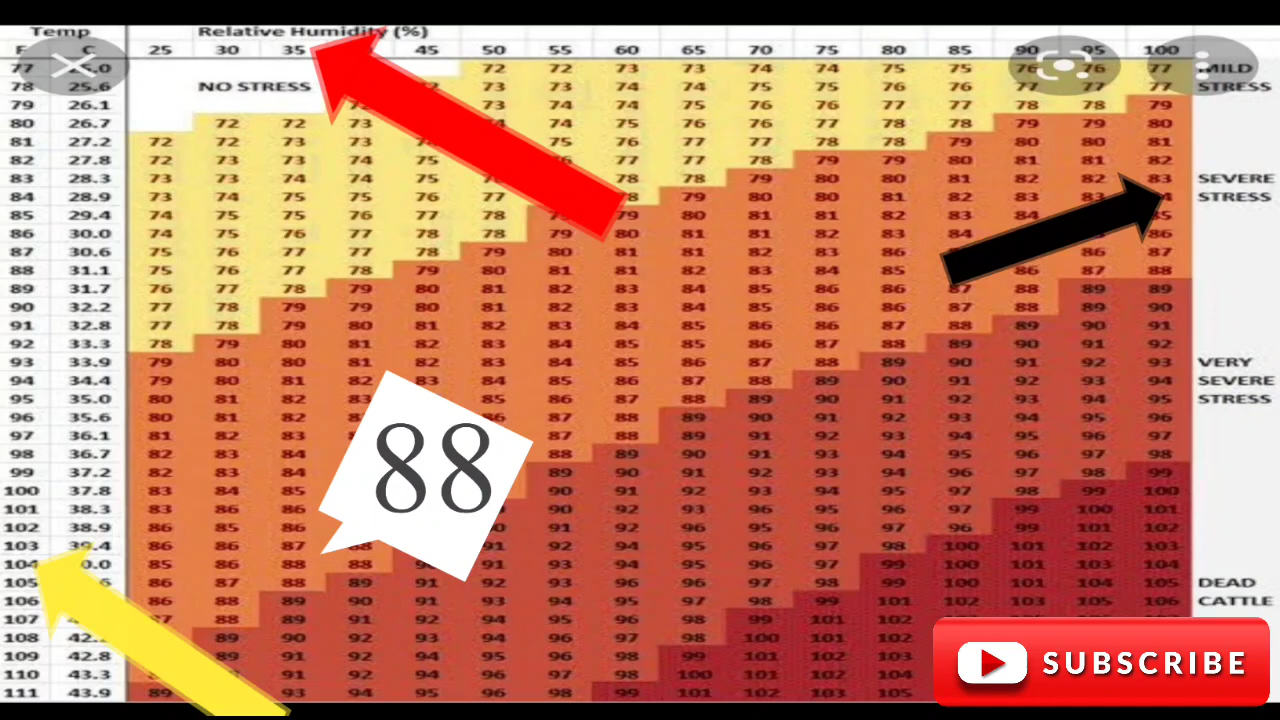 Temp Relative Humidity (%)
C 25 30 35 45 50 55 60 65 70 75 80 85 90 95 100
77 72 72 73 73 74 74 75 75 76 76 77 MILD
78 25.6 NO STRESS 73 73 74 74 75 75 76 76 77 77 77 STRESS
79 26.1 73 74 74 75 76 76 77 77 78 78 79
80 26.7 72 72 73 74 75 76 76 77 78 78 79 79 80
81 27.2 72 72 73 73 75 76 77 77 78 78 79 80 80 81
82 27.8 72 73 73 74 75 77 77 78 79 79 80 81 81 82
83 28.3 73 73 74 74 75 78 78 79 80 80 81 82 82 83 SEVERE
84 28.9 73 74 75 75 76 77 79 80 80 81 82 83 STRESS
85 29.4 74 75 75 76 77 78 79 80 81 81 82 83 84
86 30.0 74 75 76 77 78 78 79 80 81 81 82 83 84 86
87 30.6 75 76 77 77 78 79 80 81 81 82 83 86 86 87
88 31.1 75 76 77 78 79 80 81 81 82 83 84 85 86 87 88
89 31.7 76 77 78 79 80 81 82 83 84 85 86 86 87 88 89 89
90 32.2 77 78 79 79 80 81 82 83 84 85 86 86 87 88 89 90
91 32.8 77 78 79 80 81 82 83 84 85 86 86 87 88 89 90 91
92 33.3 78 79 80 81 82 83 84 85 85 86 87 88 89 90 91 92
93 33.9 79 80 80 81 82 83 84 85 86 87 88 89 90 91 92 93 VERY
94 34.4 79 80 81 82 83 84 85 86 87 88 89 90 91 92 93 94 SEVERE
95 35.0 80 81 82 85 86 87 88 89 90 91 92 93 94 95 STRESS
96 35.6 80 81 82 86 87 88 89 90 91 92 93 94 95 96
97 36.1 81 82 83 87 88 89 91 92 93 94 95 96 97
98 36.7 82 83 84 88 89 90 91 93 94 95 96 97 98
99 37.2 82 83 84 89 90 91 92 93 94 96 97 98 99
100 37.8 83 84 85 90 91 92 93 94 95 97 98 99 100
101 38.3 83 86 86 90 92 93 96 95 96 97 99 100 101
102 38.9 86 85 86 91 92 96 95 96 97 96 99 101 102
103 39.4 86 86 87 88 91 92 94 95 96 97 98 100 101 102 103
104 85 86 88 88 91 93 94 95 96 97 99 100 101 103 104
105 86 87 88 89 91 92 93 96 96 97 98 99 100 101 104 105 DEAD
106 86 88 89 90 91 93 94 95 97 98 99 101 102 103 105 106 CATTLE
107 88 89 91 92 94 95 96 98 99 101 102
108 89 90 92 93 94 96 97 98 100 101 102
109 42.8 89 91 92 94 95 96 98 99 101 102 103
110 43.3 91 92 94 95 97 98 100 101 102 104
111 43.9 89 93 94 95 96 98 99 101 102 103 105
88
SUBSCRIBE